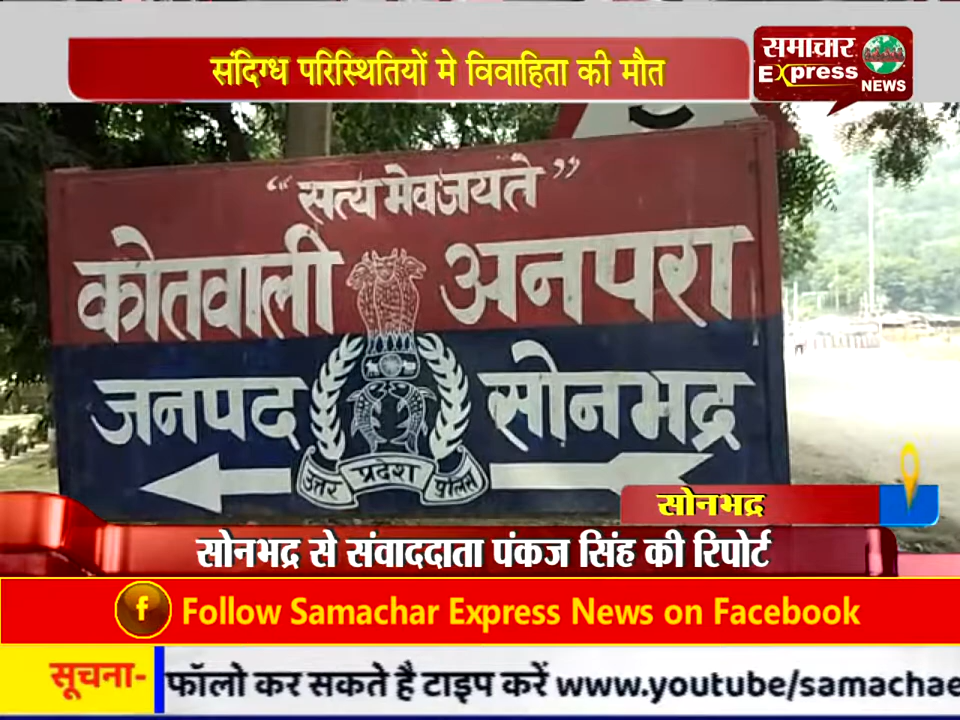 संदिग्ध परिस्थितियों मे विवाहिता की मौत
समाचार
Express
NEWS
“सत्य मेव जयते”
कोतवाली अनपरा
जनपद सोनभद्र
उत्तर प्रदेश पुलिस
सोनभद्र
सोनभद्र से संवाददाता पंकज सिंह की रिपोर्ट
f Follow Samachar Express News on Facebook
सूचना- फॉलो कर सकते है टाइप करें www.youtube/samachae